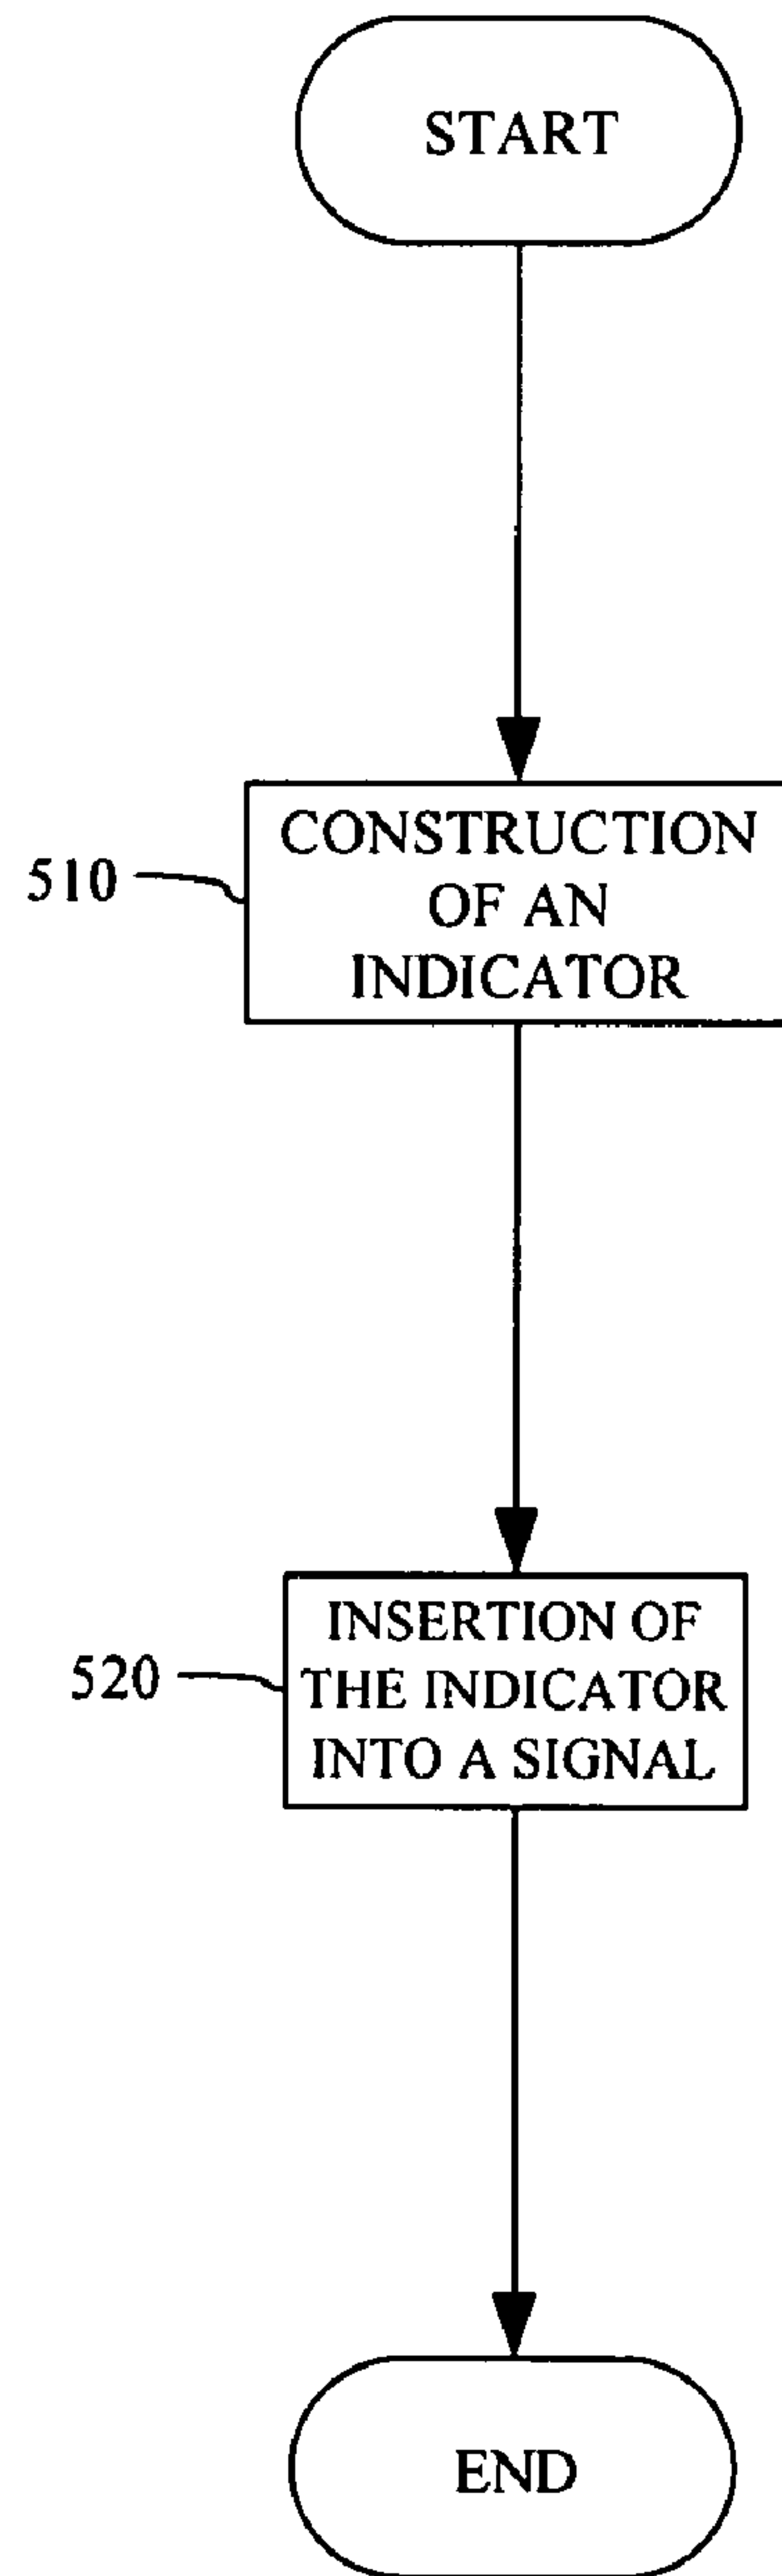 START
510
CONSTRUCTION
OF AN
INDICATOR
520
INSERTION OF
THE INDICATOR
INTO A SIGNAL
END